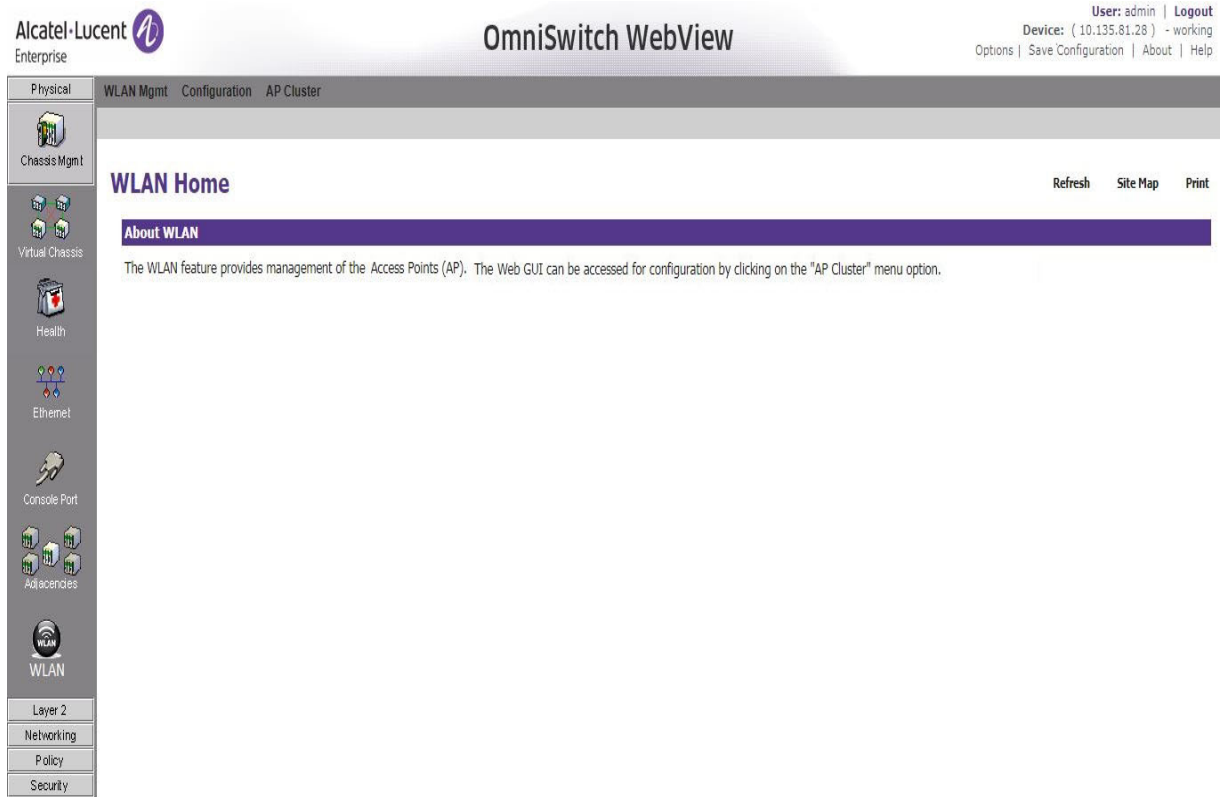 Alcatel·Lucent
Enterprise
OmniSwitch WebView
User: admin | Logout
Device: ( 10.135.81.28 ) - working
Options | Save Configuration | About | Help
Physical
WLAN Mgmt Configuration AP Cluster
Chassis Mgmt
WLAN Home
Refresh Site Map Print
Virtual Chassis
About WLAN
The WLAN feature provides management of the Access Points (AP). The Web GUI can be accessed for configuration by clicking on the "AP Cluster" menu option.
Health
Ethernet
Console Port
Adjacencies
WLAN
WLAN
Layer 2
Networking
Policy
Security